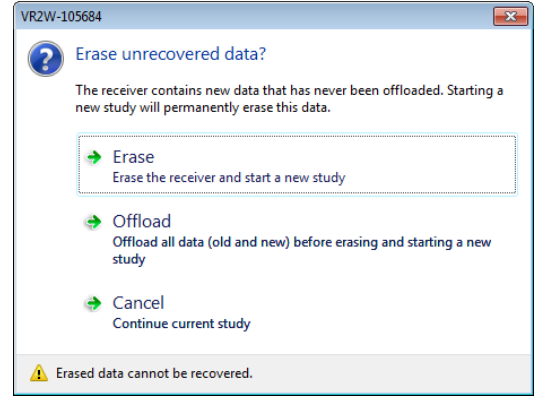 VR2W-105684
Erase unrecovered data?
The receiver contains new data that has never been offloaded. Starting a
new study will permanently erase this data.
Erase
Erase the receiver and start a new study
Offload
Offload all data (old and new) before erasing and starting a new
study
Cancel
Continue current study
Erased data cannot be recovered.